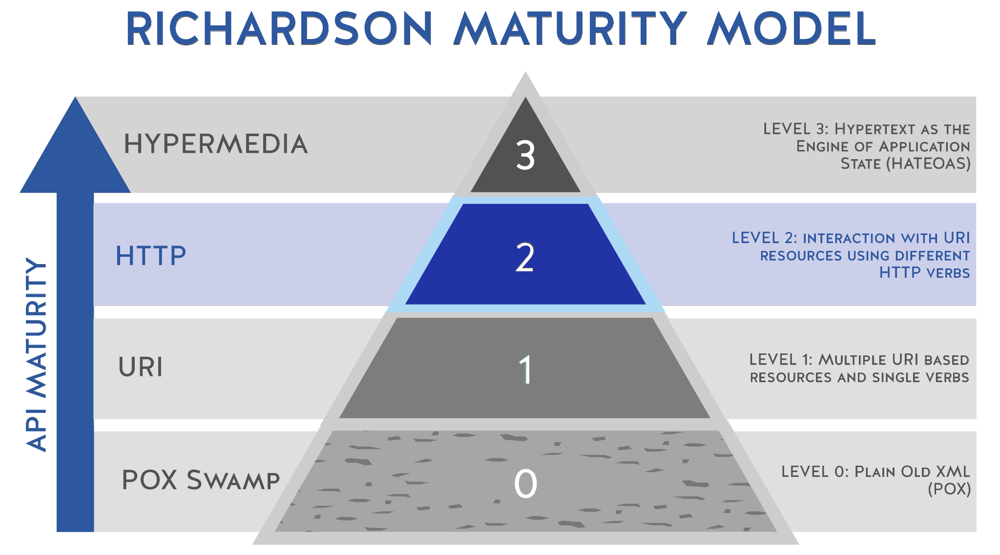 RICHARDSON MATURITY MODEL
HYPERMEDIA
3
LEVEL 3: HYPERTEXT AS THE
ENGINE OF APPLICATION
STATE (HATEOAS)
HTTP
2
LEVEL 2: INTERACTION WITH URI
RESOURCES USING DIFFERENT
HTTP VERBS
URI
1
LEVEL 1: MULTIPLE URI BASED
RESOURCES AND SINGLE VERBS
POX SWAMP
0
LEVEL 0: PLAIN OLD XML
(POX)
API MATURITY